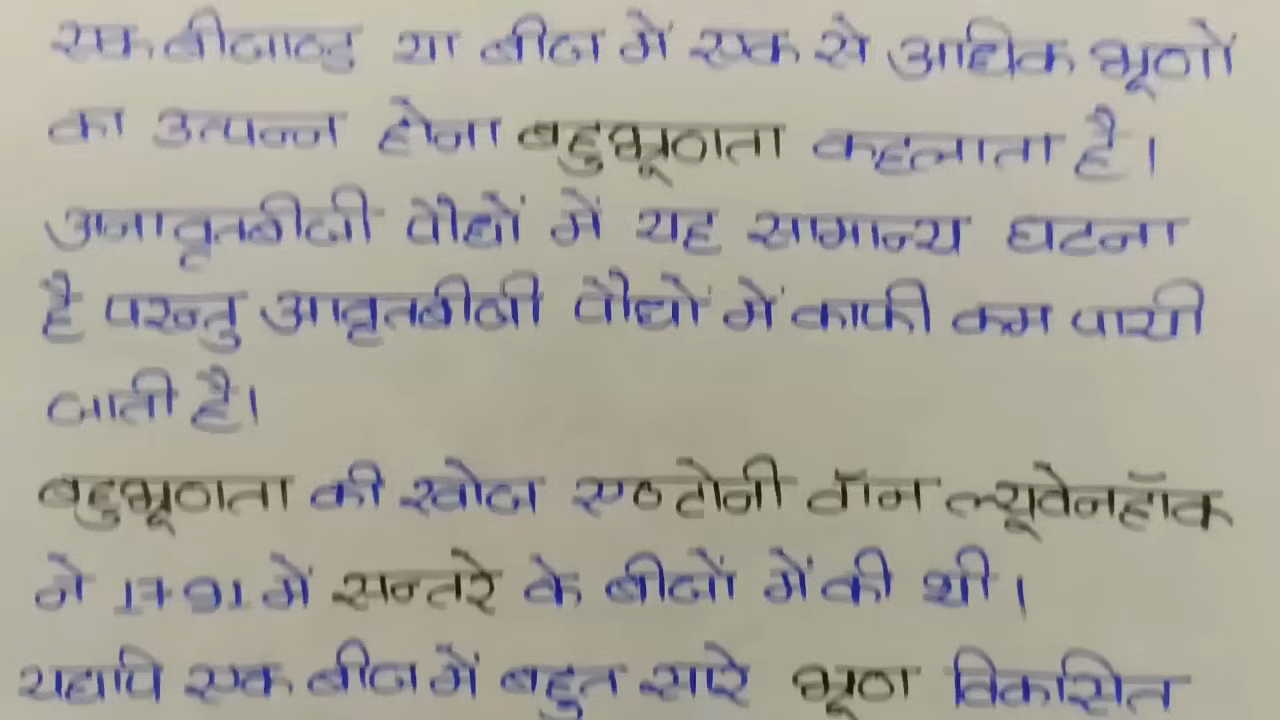 एक बीजाण्ड या बीज में एक से अधिक भ्रूणों
का उत्पन्न होना बहुभ्रूणता कहलाता है।
अनावृतबीजी पौधों में यह सामान्य घटना
है परन्तु आवृतबीजी पौधों में काफी कम पायी
जाती है।
बहुभ्रूणता की खोज एण्टोनी वॉन ल्यूवेनहॉक
ने 1791 में सन्तरे के बीजों में की थी।
यद्यपि एक बीज में बहुत सारे भ्रूण विकसित